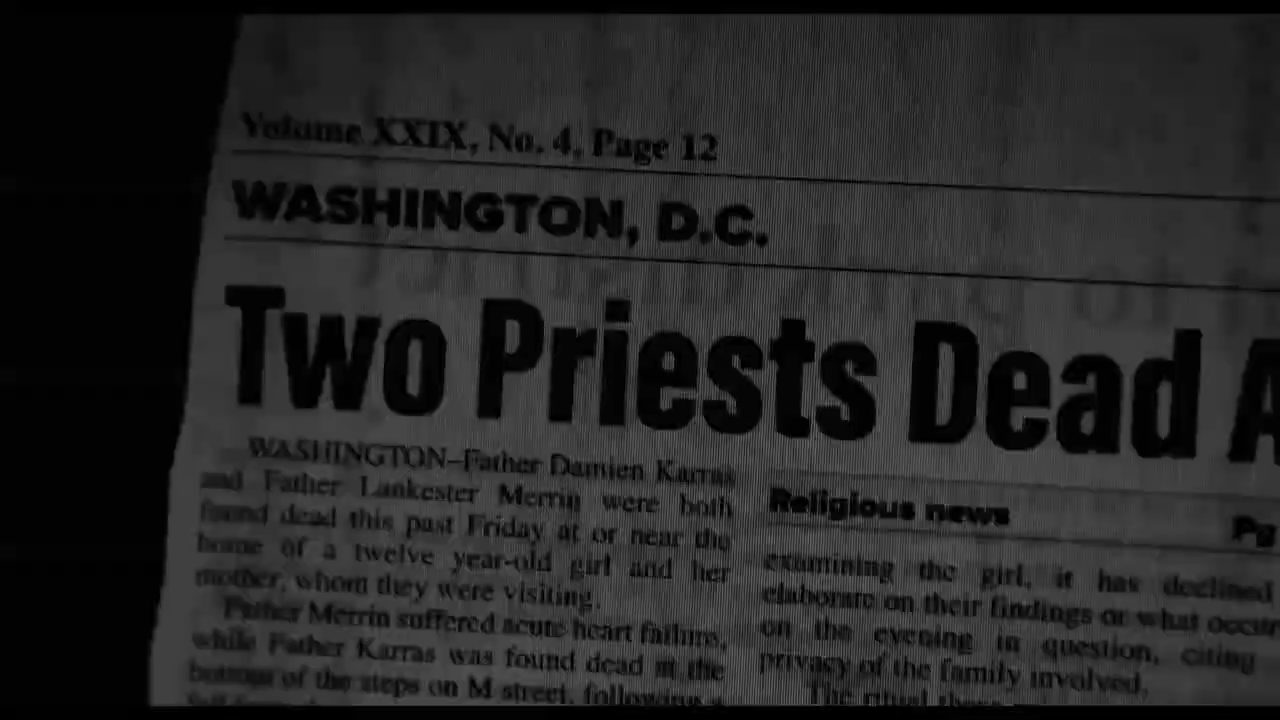 Volume XXIX, No. 4, Page 12
WASHINGTON, D.C.
Two Priests Dead A
WASHINGTON–Father Damien Karras
and Father Lankester Merrin were both
found dead this past Friday at or near the
home of a twelve year-old girl and her
mother, whom they were visiting.
Father Merrin suffered acute heart failure,
while Father Karras was found dead at the
bottom of the steps on M street, following a
Religious news
Pg
examining the girl, it has declined
elaborate on their findings or what occur
on the evening in question, citing
privacy of the family involved.
The ritual